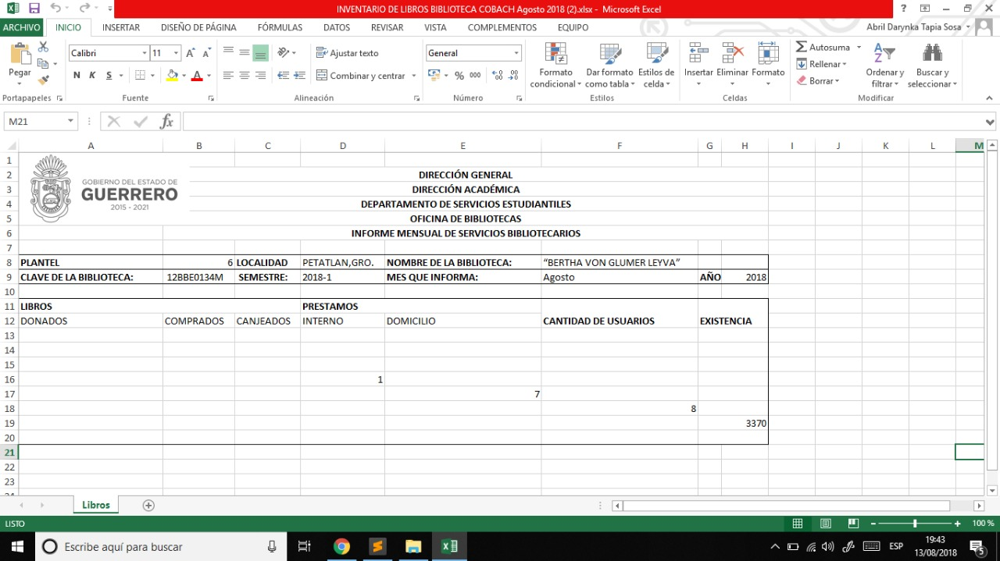 INVENTARIO DE LIBROS BIBLIOTECA COBACH Agosto 2018 (2).xlsx - Microsoft Excel
ARCHIVO INICIO INSERTAR DISEÑO DE PÁGINA FÓRMULAS DATOS REVISAR VISTA COMPLEMENTOS EQUIPO Abril Darynka Tapia Sosa
Calibri 11 Ajustar texto General Autosuma
Rellenar
Pegar N K S Combinar y centrar % 000 Formato condicional Dar formato como tabla Estilos de celda Insertar Eliminar Formato Borrar Ordenar y filtrar Buscar y seleccionar
Portapapeles Fuente Alineación Número Estilos Celdas Modificar
M21 fx
A B C D E F G H I J K L M
1
GOBIERNO DEL ESTADO DE
GUERRERO
2015 - 2021
2 DIRECCIÓN GENERAL
3 DIRECCIÓN ACADÉMICA
4 DEPARTAMENTO DE SERVICIOS ESTUDIANTILES
5 OFICINA DE BIBLIOTECAS
6 INFORME MENSUAL DE SERVICIOS BIBLIOTECARIOS
7
8 PLANTEL 6 LOCALIDAD PETATLAN,GRO. NOMBRE DE LA BIBLIOTECA: “BERTHA VON GLUMER LEYVA”
9 CLAVE DE LA BIBLIOTECA: 12BBE0134M SEMESTRE: 2018-1 MES QUE INFORMA: Agosto AÑO 2018
10
11 LIBROS PRESTAMOS
12 DONADOS COMPRADOS CANJEADOS INTERNO DOMICILIO CANTIDAD DE USUARIOS EXISTENCIA
13
14
15
16 1
17 7
18 8
19 3370
20
21
22
23
24
Libros
LISTO 100 %
Escribe aquí para buscar ESP 19:43
13/08/2018 5